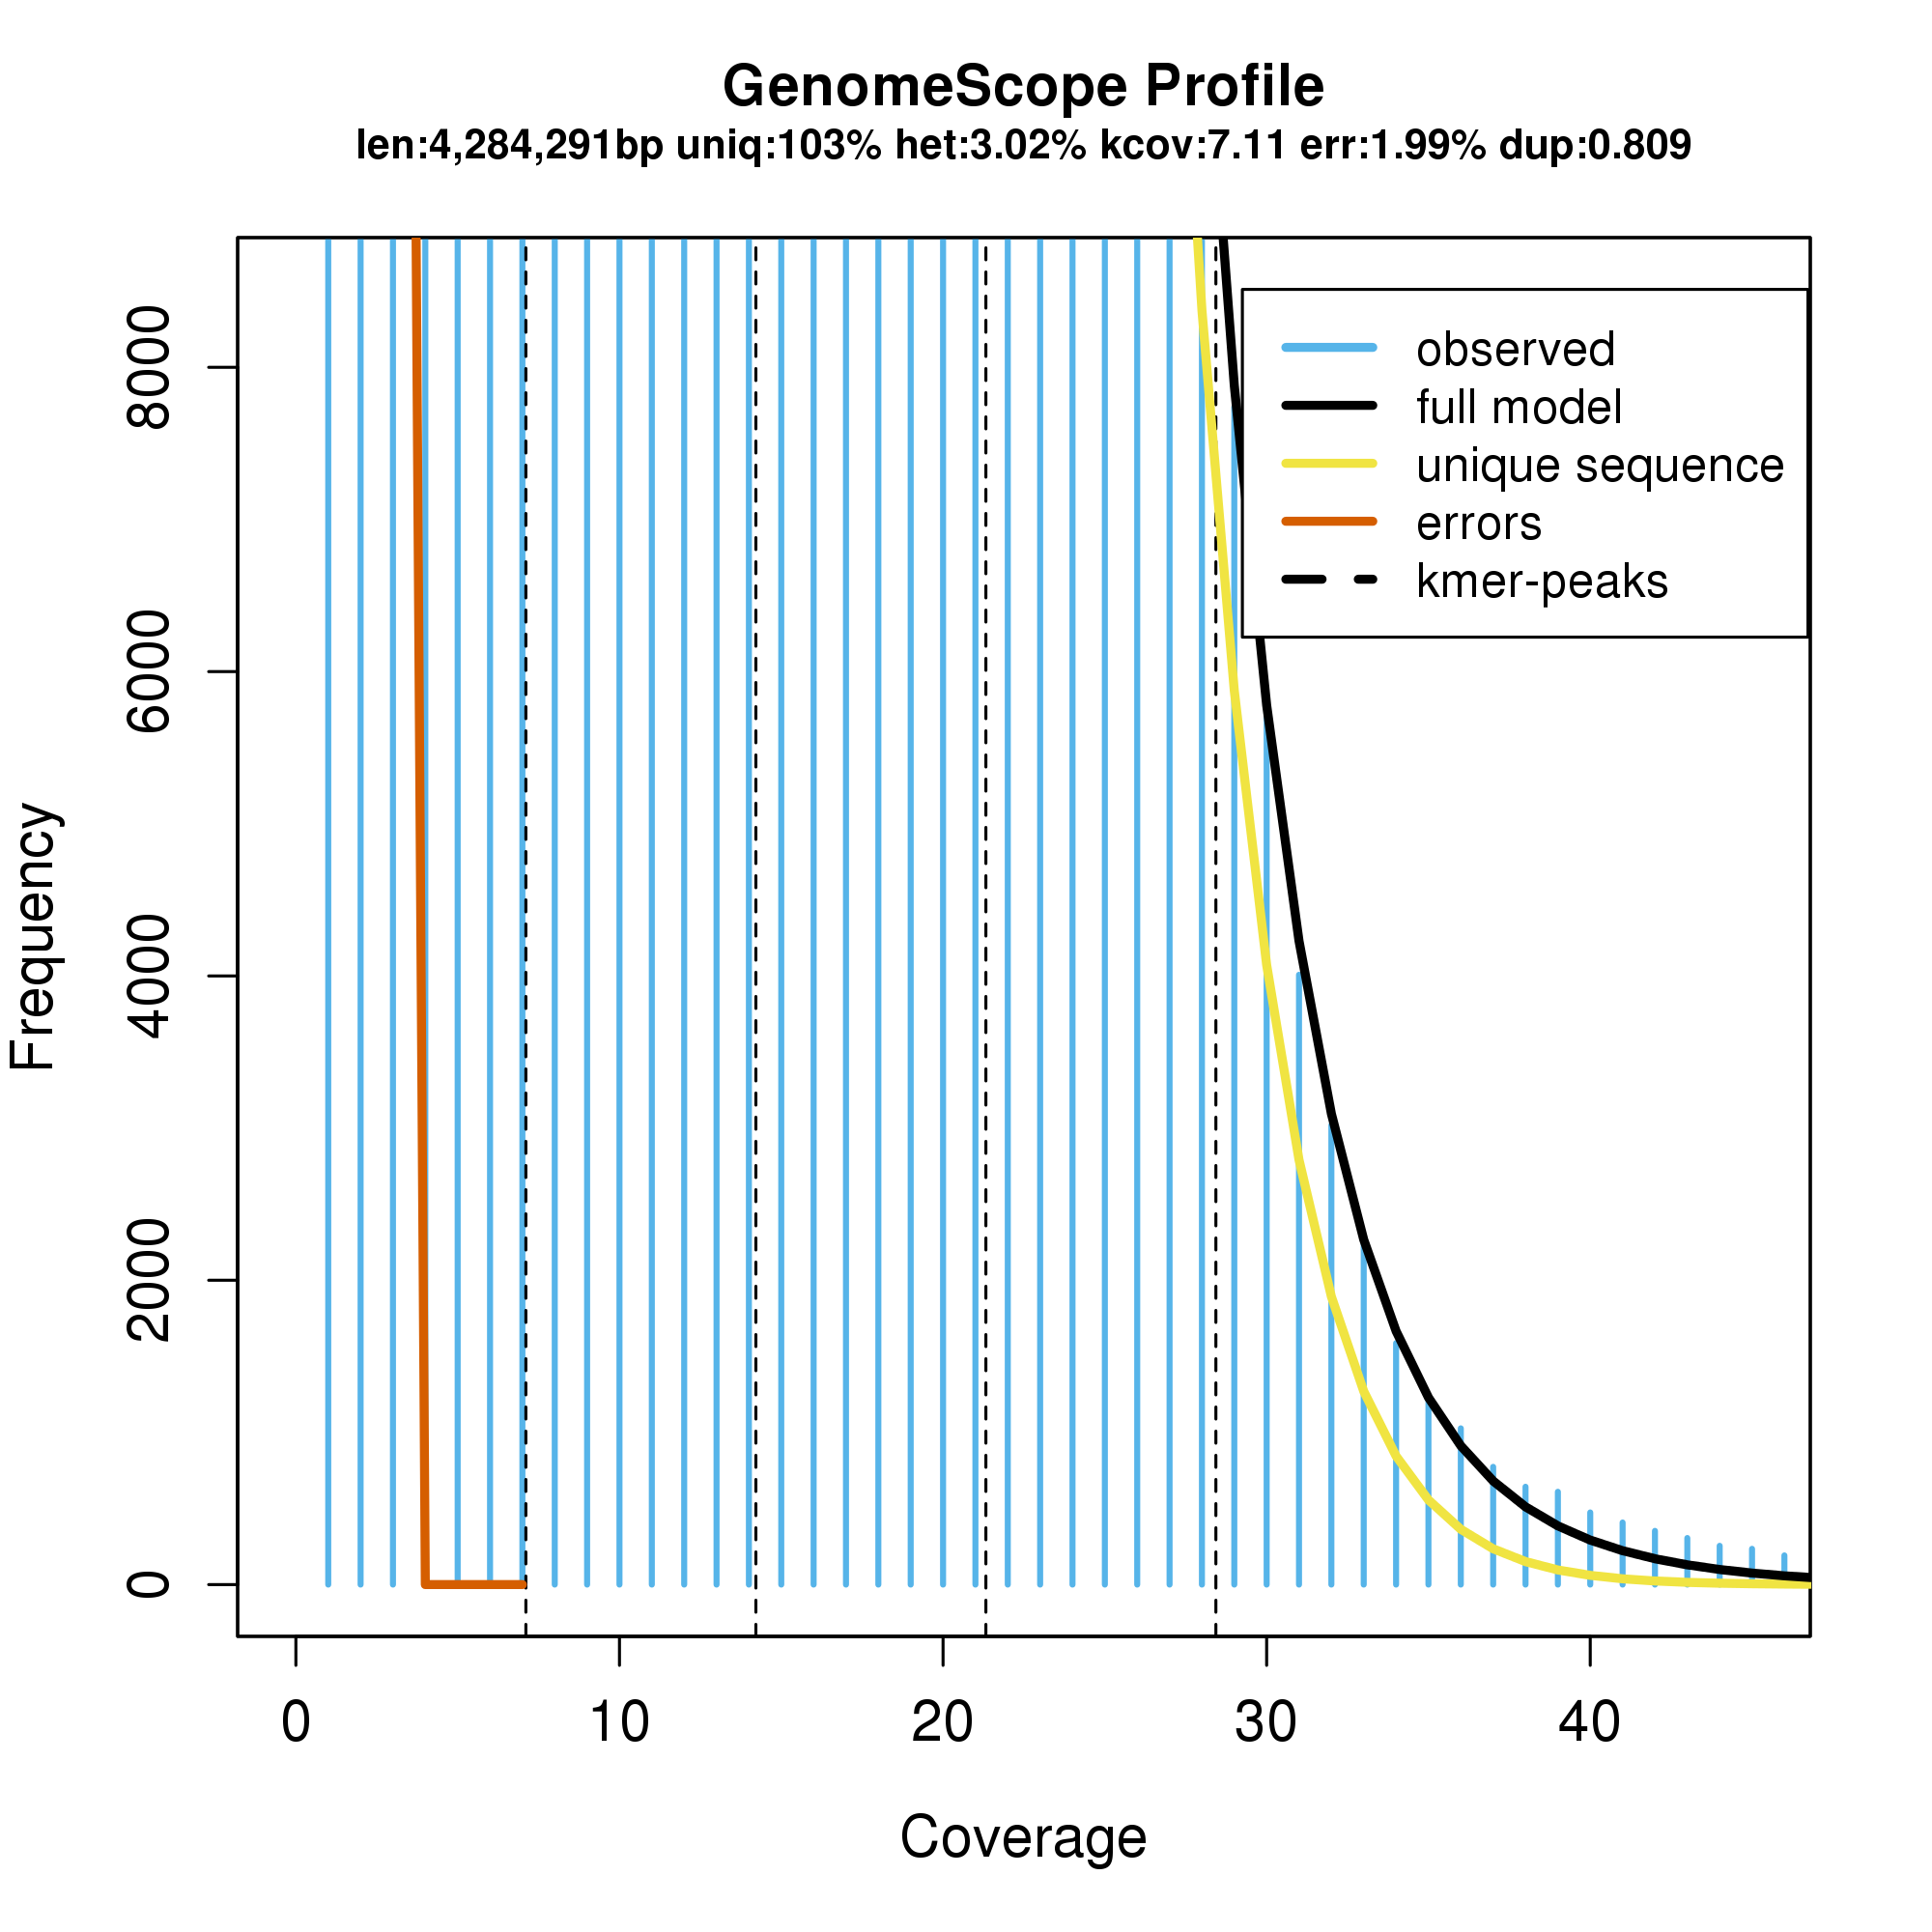 GenomeScope Profile
len:4,284,291bp uniq:103% het:3.02% kcov:7.11 err:1.99% dup:0.809
observed
full model
unique sequence
errors
kmer-peaks
Frequency
8000
6000
4000
2000
0
0 10 20 30 40
Coverage